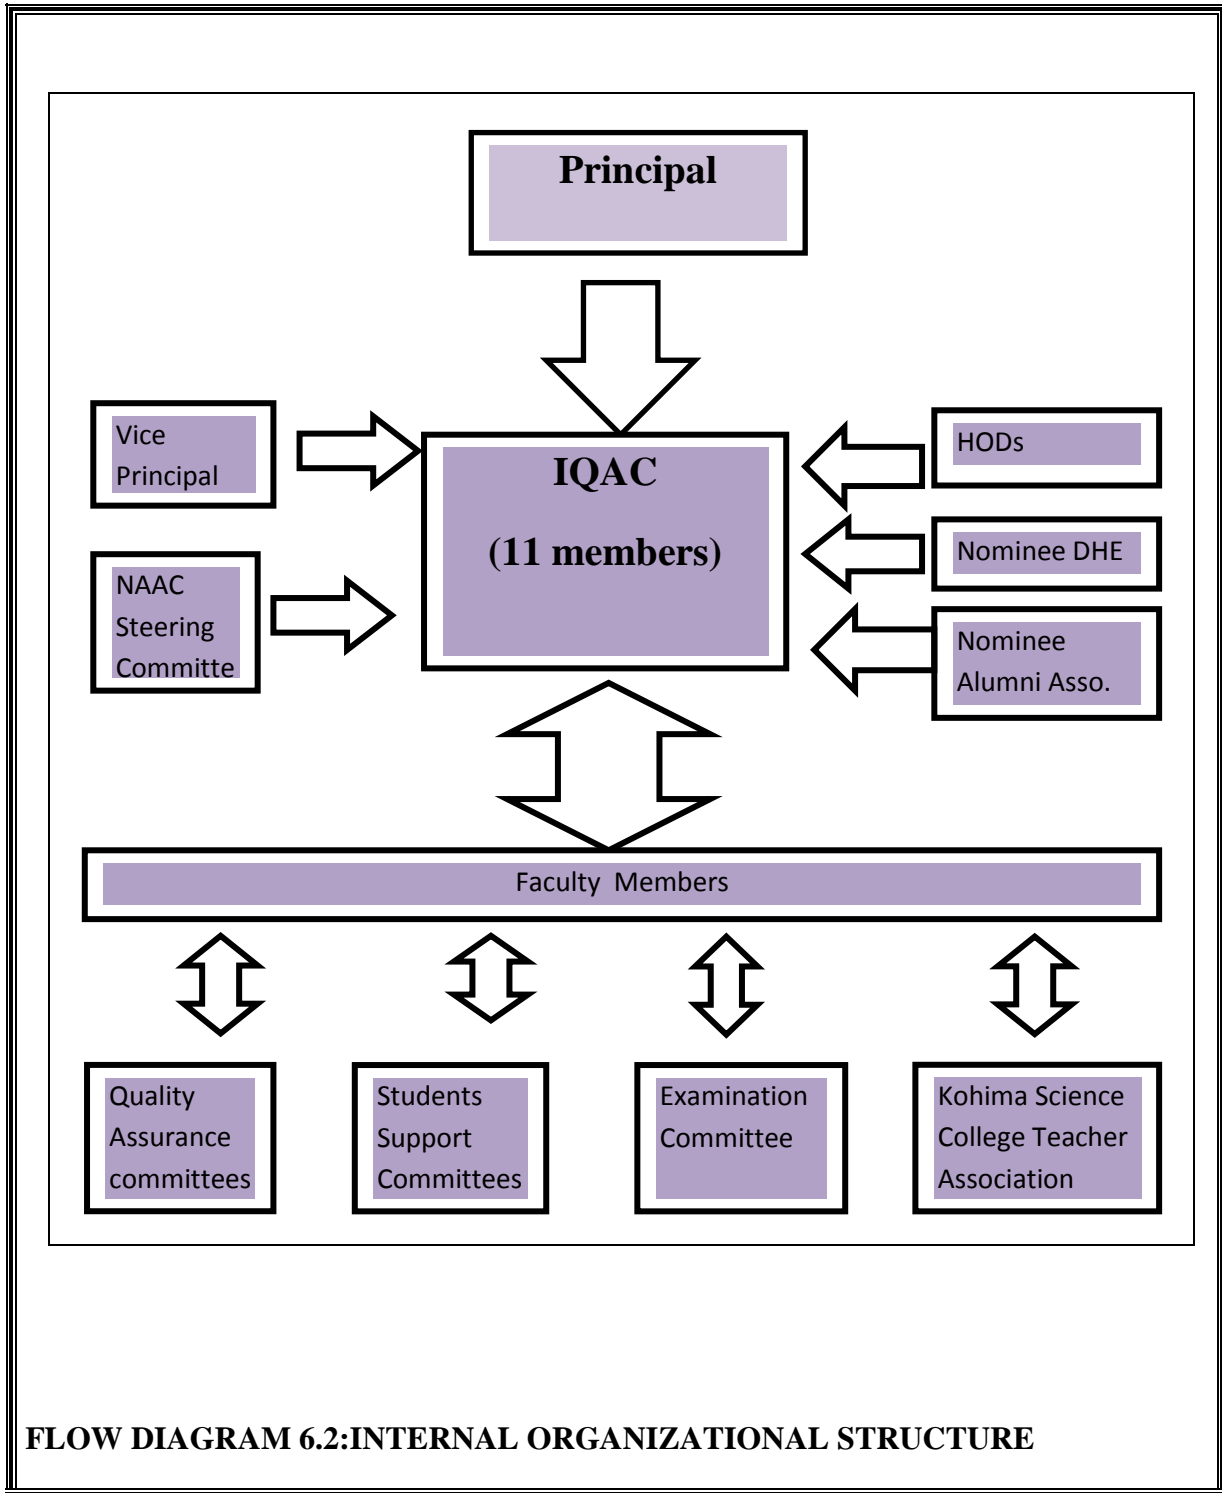 Principal
Vice
Principal
IQAC
(11 members)
HODs
Nominee DHE
NAAC
Steering
Committe
Nominee
Alumni Asso.
Faculty Members
Quality
Assurance
committees
Students
Support
Committees
Examination
Committee
Kohima Science
College Teacher
Association
FLOW DIAGRAM 6.2:INTERNAL ORGANIZATIONAL STRUCTURE